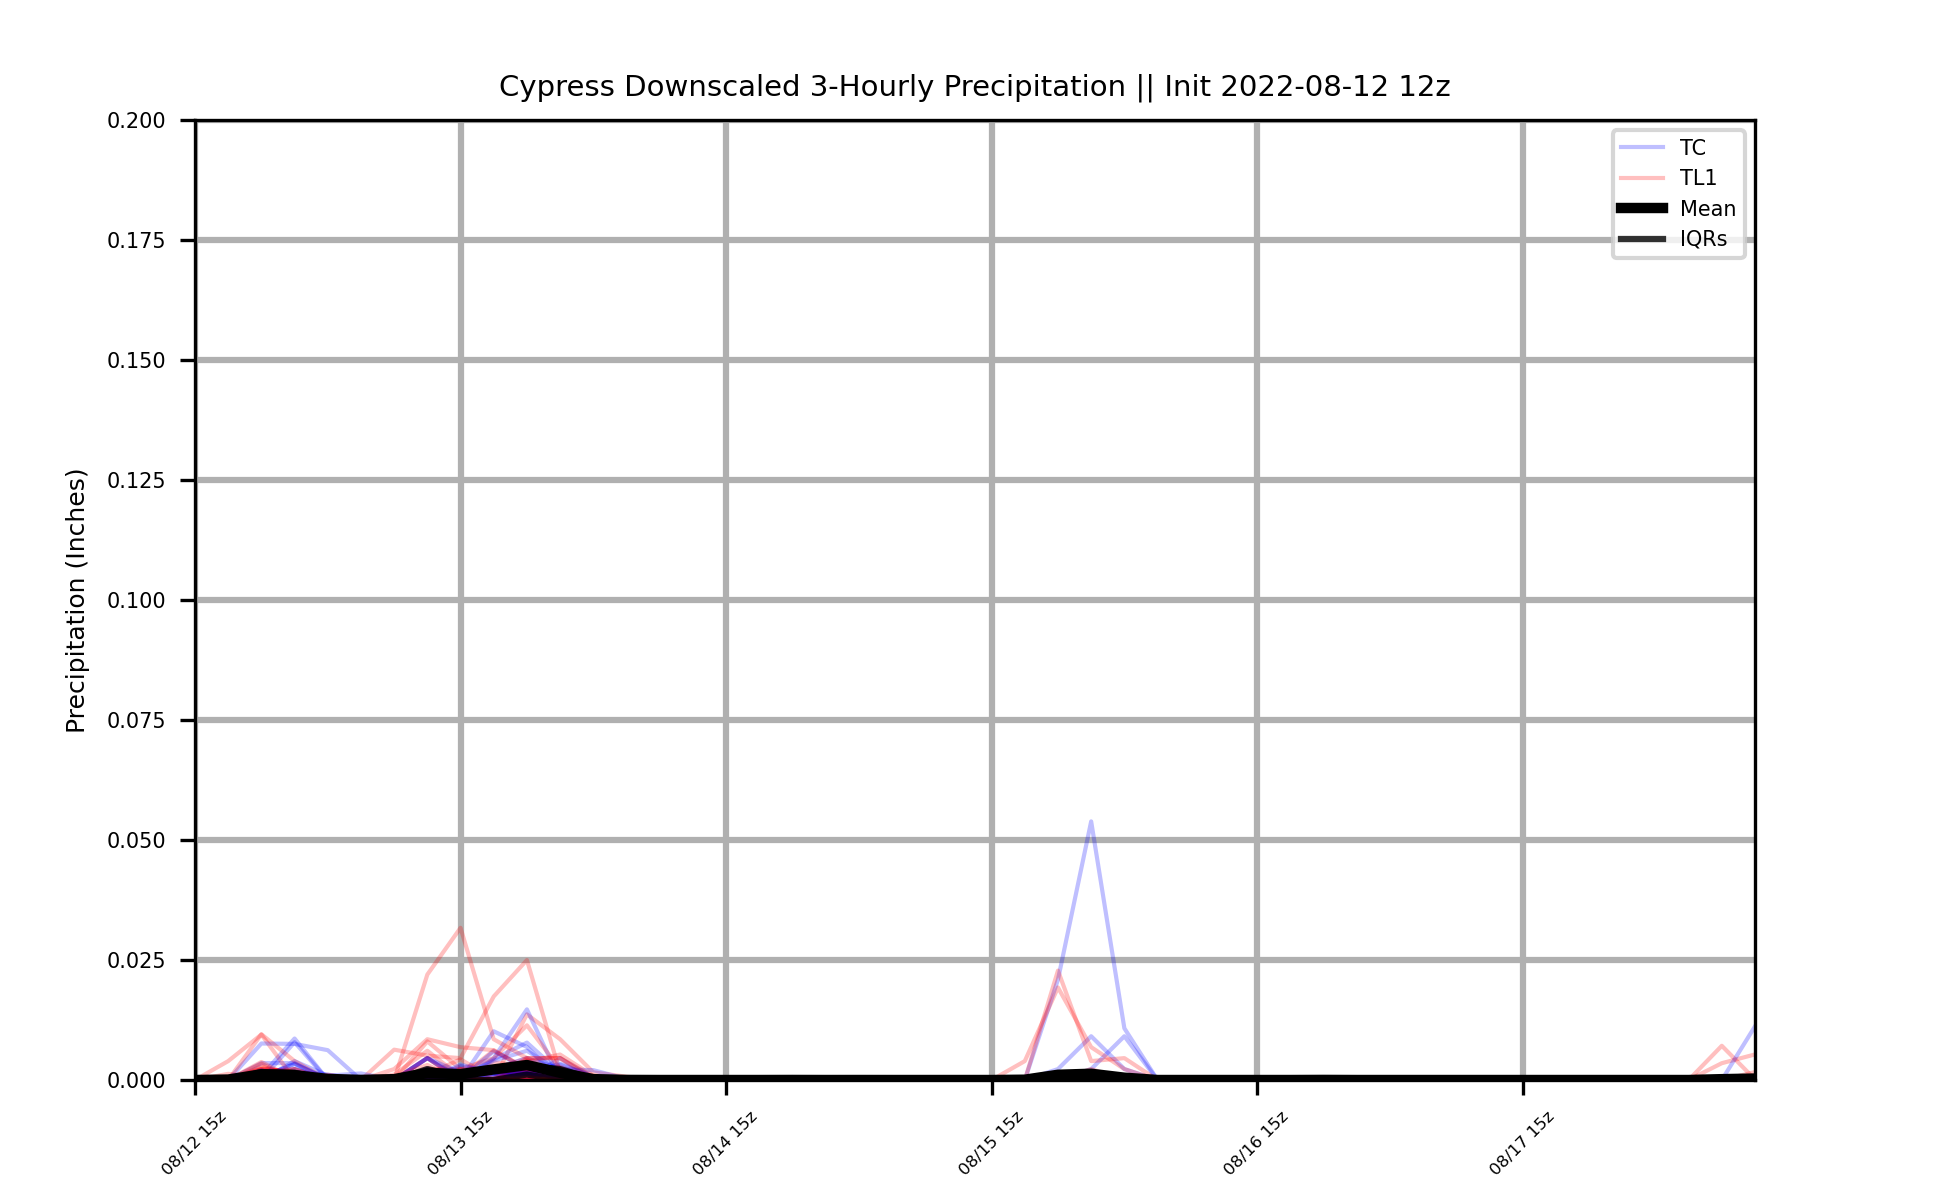 Cypress Downscaled 3-Hourly Precipitation || Init 2022-08-12 12z
TC
TL1
Mean
IQRs
Precipitation (Inches)
0.200
0.175
0.150
0.125
0.100
0.075
0.050
0.025
0.000
08/12 15z
08/13 15z
08/14 15z
08/15 15z
08/16 15z
08/17 15z